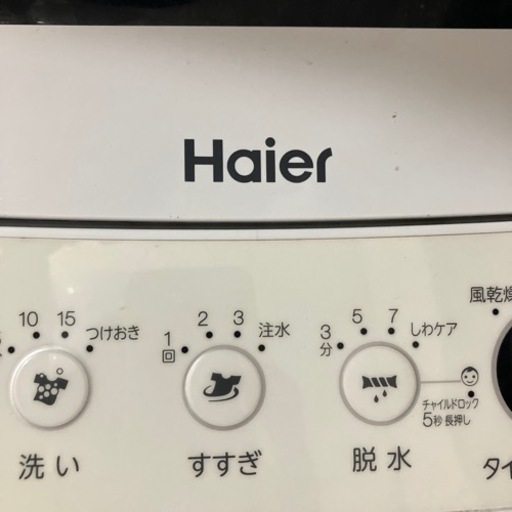 Haier
10 15 つけおき
1回 2 3 注水
3分 5 7 しわケア
風乾燥
チャイルドロック
5秒長押し
洗い
すすぎ
脱水
タイ